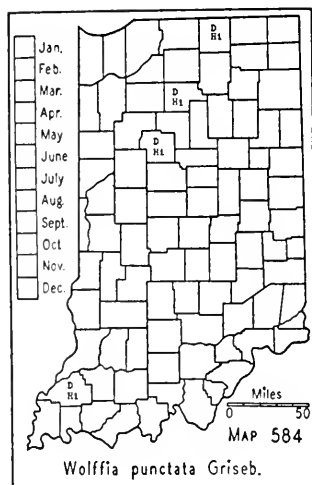 Jan.
Feb.
Mar.
Apr.
May
June
July
Aug.
Sept.
Oct
Nov.
Dec.
D
H1
D
H1
D
H1
D
H1
Miles
0 50
MAP 584
Wolffia punctata Griseb.